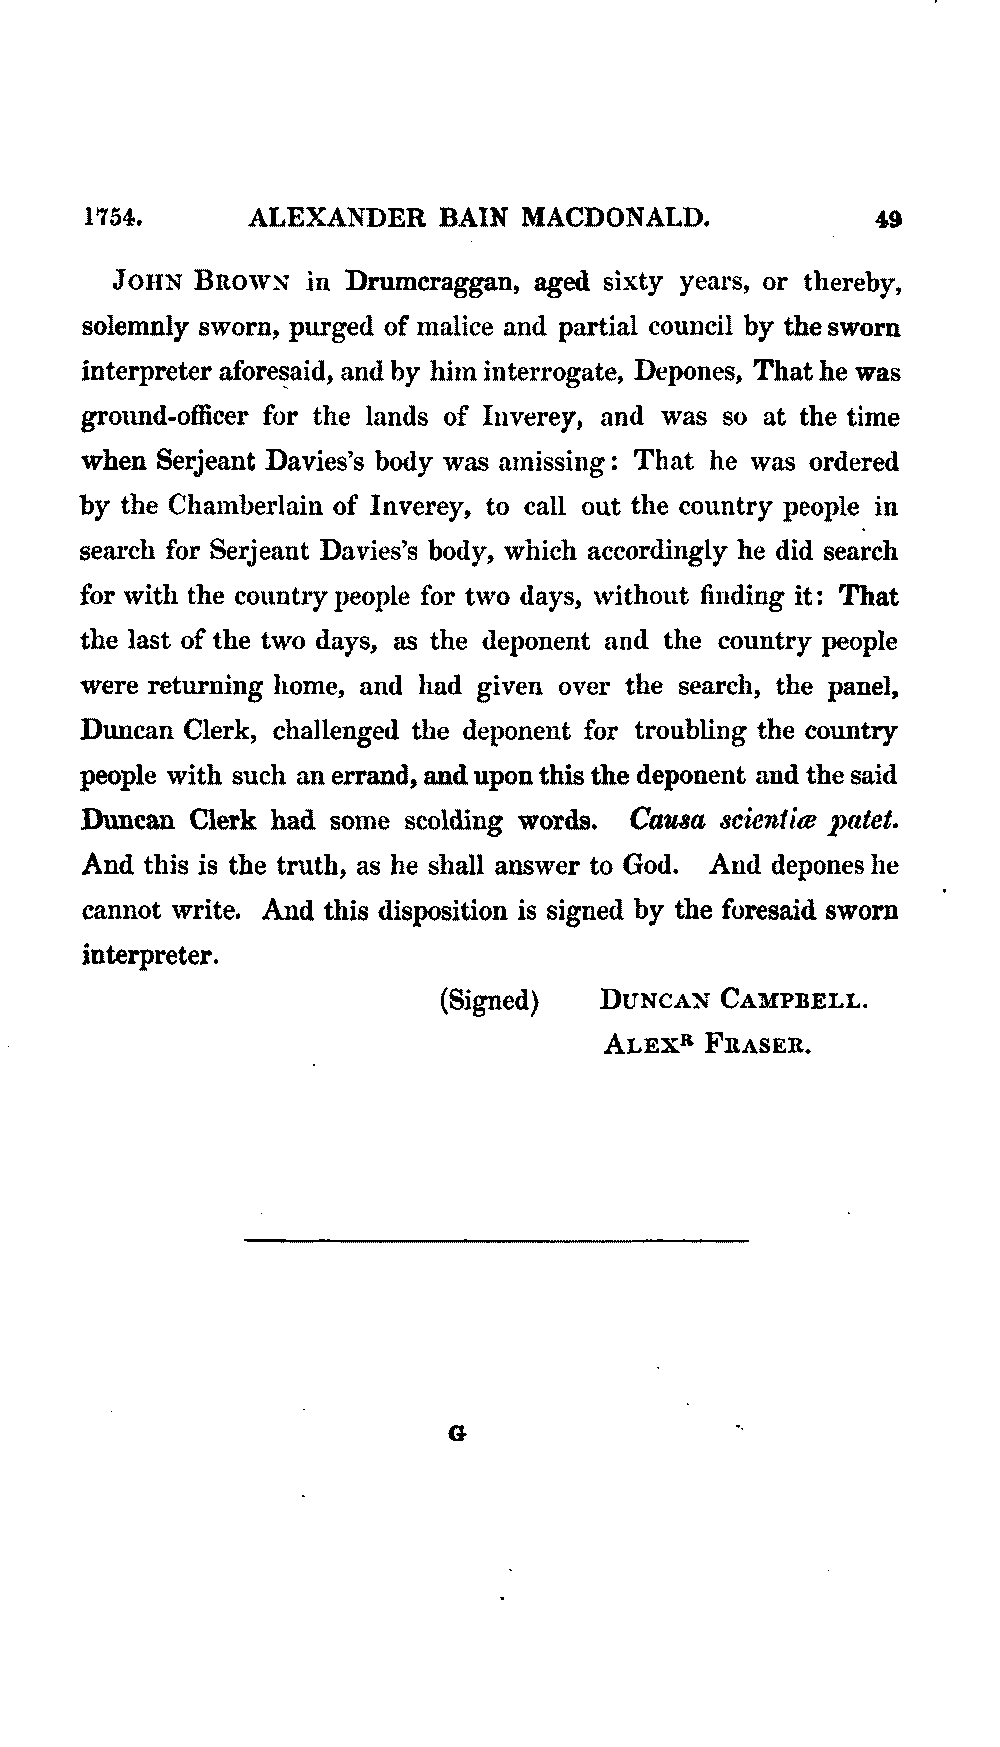 1754. ALEXANDER BAIN MACDONALD. 49
JOHN BROWN in Drumcraggan, aged sixty years, or thereby,
solemnly sworn, purged of malice and partial council by the sworn
interpreter aforesaid, and by him interrogate, Depones, That he was
ground-officer for the lands of Inverey, and was so at the time
when Serjeant Davies's body was amissing: That he was ordered
by the Chamberlain of Inverey, to call out the country people in
search for Serjeant Davies's body, which accordingly he did search
for with the country people for two days, without finding it: That
the last of the two days, as the deponent and the country people
were returning home, and had given over the search, the panel,
Duncan Clerk, challenged the deponent for troubling the country
people with such an errand, and upon this the deponent and the said
Duncan Clerk had some scolding words. Causa scientiæ patet.
And this is the truth, as he shall answer to God. And depones he
cannot write. And this disposition is signed by the foresaid sworn
interpreter.
(Signed) DUNCAN CAMPBELL.
ALEXR FRASER.
G